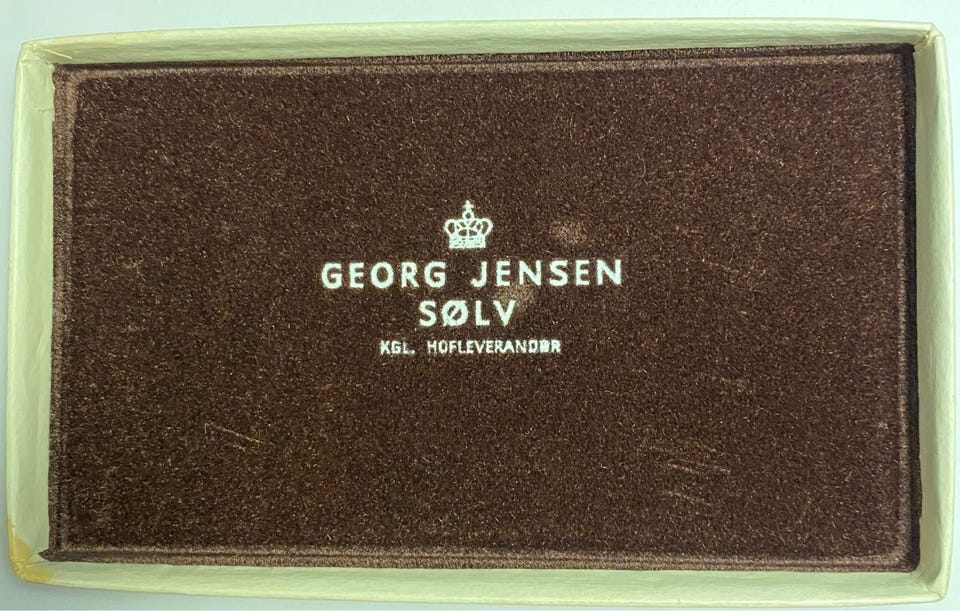 GEORG JENSEN
SØLV
KGL. HOFLEVERANDØR